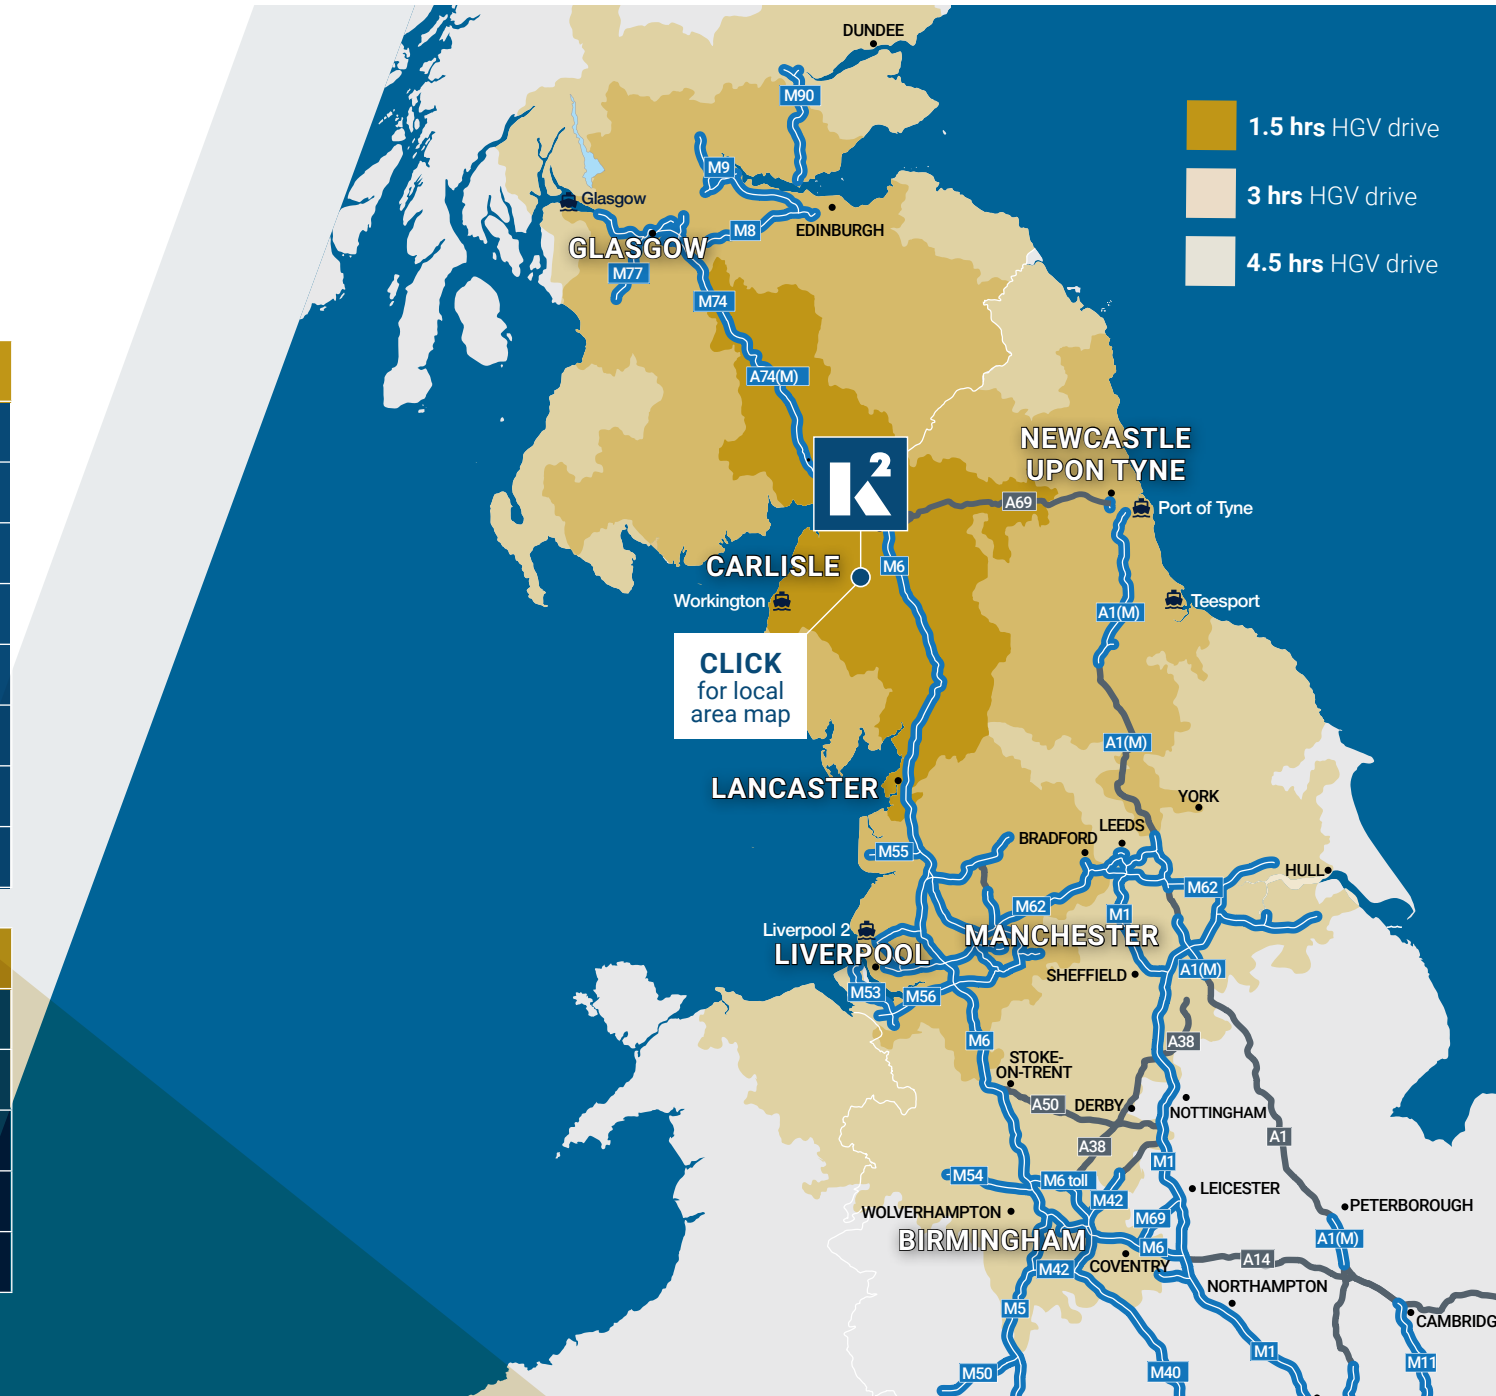 DUNDEE
M90
1.5 hrs HGV drive
M9
3 hrs HGV drive
Glasgow
M8
EDINBURGH
GLASGOW
4.5 hrs HGV drive
M77
M74
A74(M)
NEWCASTLE
UPON TYNE
K2
A69
Port of Tyne
CARLISLE
M6
Workington
Teesport
A1(M)
CLICK
for local
area map
A1(M)
LANCASTER
YORK
LEEDS
BRADFORD
M55
HULL
M62
M62
M1
Liverpool 2
MANCHESTER
LIVERPOOL
A1(M)
SHEFFIELD
M53
M56
M6
A38
STOKE-
ON-TRENT
A50
DERBY
NOTTINGHAM
A1
A38
M1
M54
M6 toll
LEICESTER
M42
PETERBOROUGH
WOLVERHAMPTON
M69
A1(M)
BIRMINGHAM
M6
A14
COVENTRY
M42
NORTHAMPTON
M5
CAMBRIDG
M1
M11
M50
M40